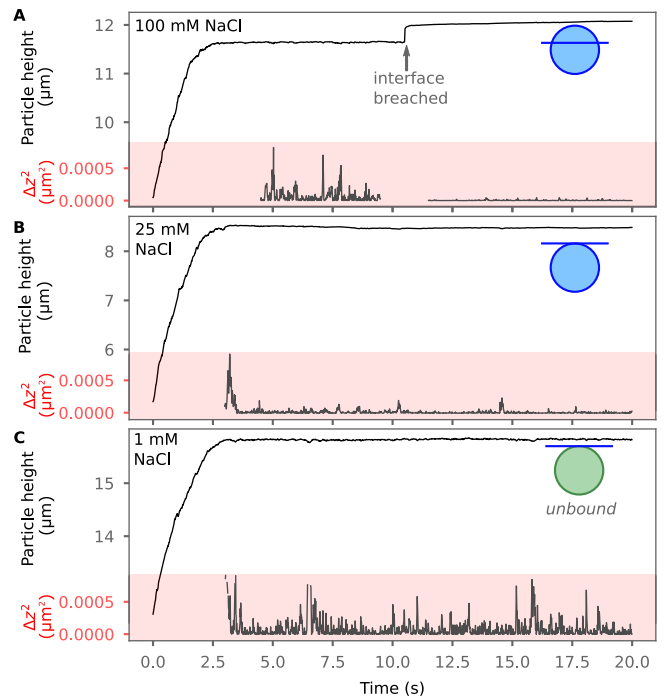 A
100 mM NaCl
12
11
10
Particle height
(μm)
interface
breached
0.0005
0.0000
Δz²
(μm²)
B
25 mM
NaCl
8
7
6
Particle height
(μm)
0.0005
0.0000
Δz²
(μm²)
C
1 mM
NaCl
15
14
Particle height
(μm)
unbound
0.0005
0.0000
Δz²
(μm²)
0.0 2.5 5.0 7.5 10.0 12.5 15.0 17.5 20.0
Time (s)